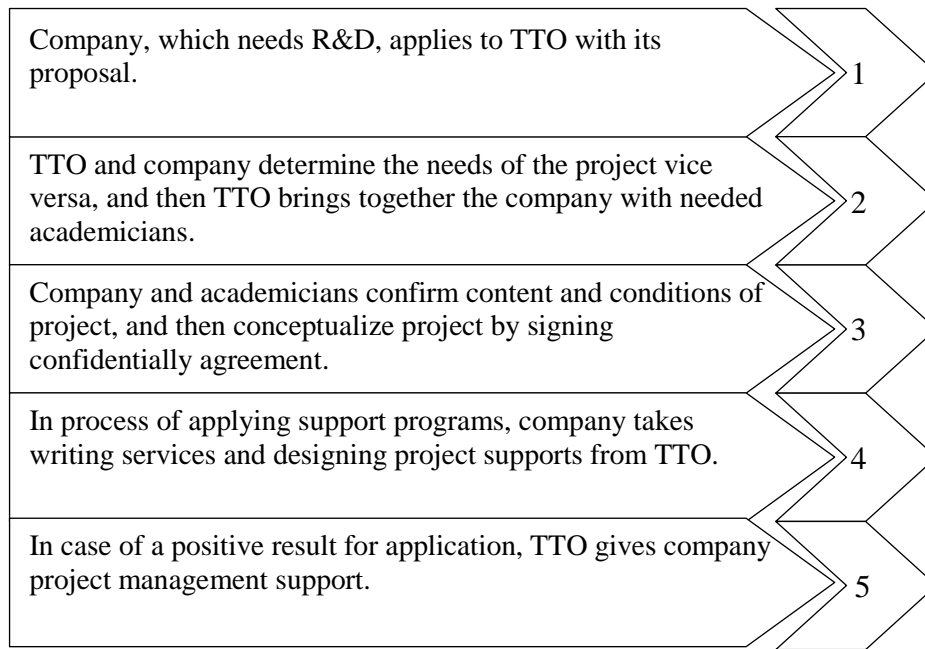 Company, which needs R&D, applies to TTO with its
proposal.
1
TTO and company determine the needs of the project vice
versa, and then TTO brings together the company with needed
academicians.
2
Company and academicians confirm content and conditions of
project, and then conceptualize project by signing
confidentially agreement.
3
In process of applying support programs, company takes
writing services and designing project supports from TTO.
4
In case of a positive result for application, TTO gives company
project management support.
5